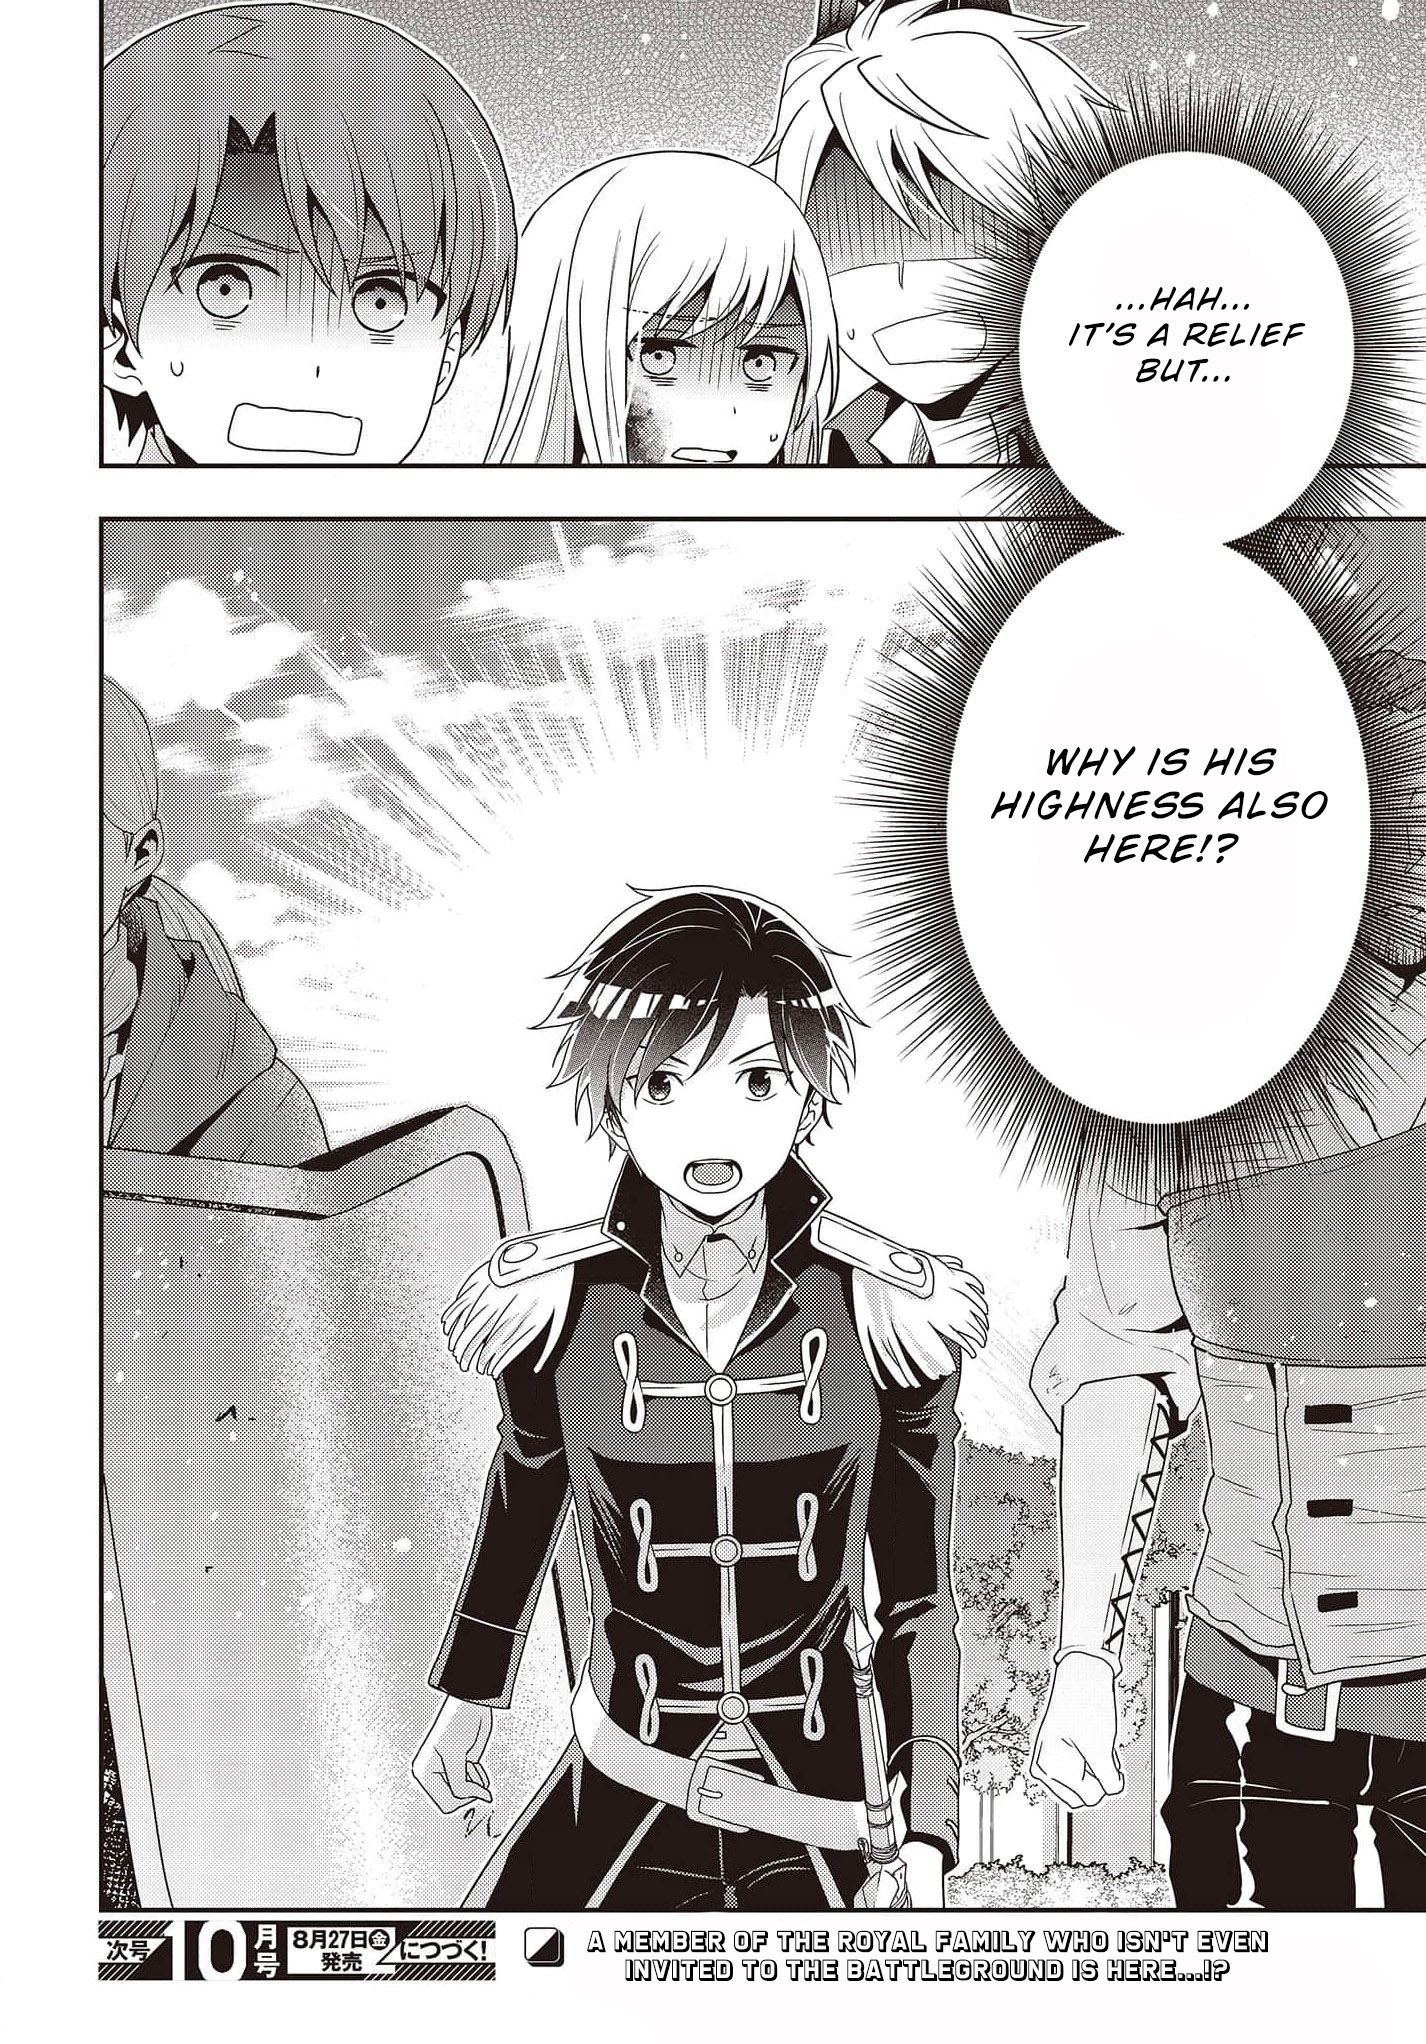 ...HAH...
IT'S A RELIEF
BUT...
WHY IS HIS
HIGHNESS ALSO
HERE!?
次号
10月号
8月27日㊎
発売
につづく!
A MEMBER OF THE ROYAL FAMILY WHO ISN'T EVEN
INVITED TO THE BATTLEGROUND IS HERE...!?